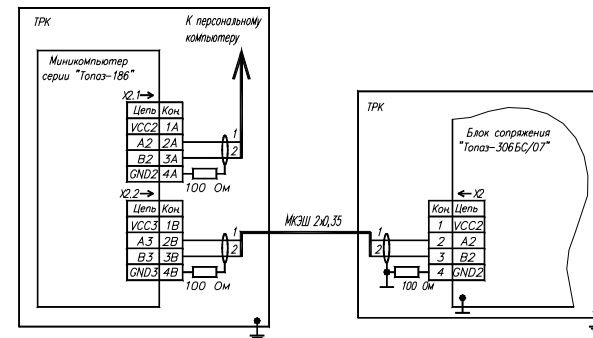 ТРК
К персональному
компьютеру
Миникомпьютер
серии "Топаз-186"
X2.1
Цепь Кон.
VCC2 1A
A2 2A
B2 3A
GND2 4A
1
2
100 Ом
X2.2
Цепь Кон.
VCC3 1B
A3 2B
B3 3B
GND3 4B
1
2
100 Ом
МКЭШ 2х0,35
ТРК
Блок сопряжения
"Топаз-306БС/07"
X2
Кон. Цепь
1 VCC2
2 A2
3 B2
4 GND2
1
2
100 Ом